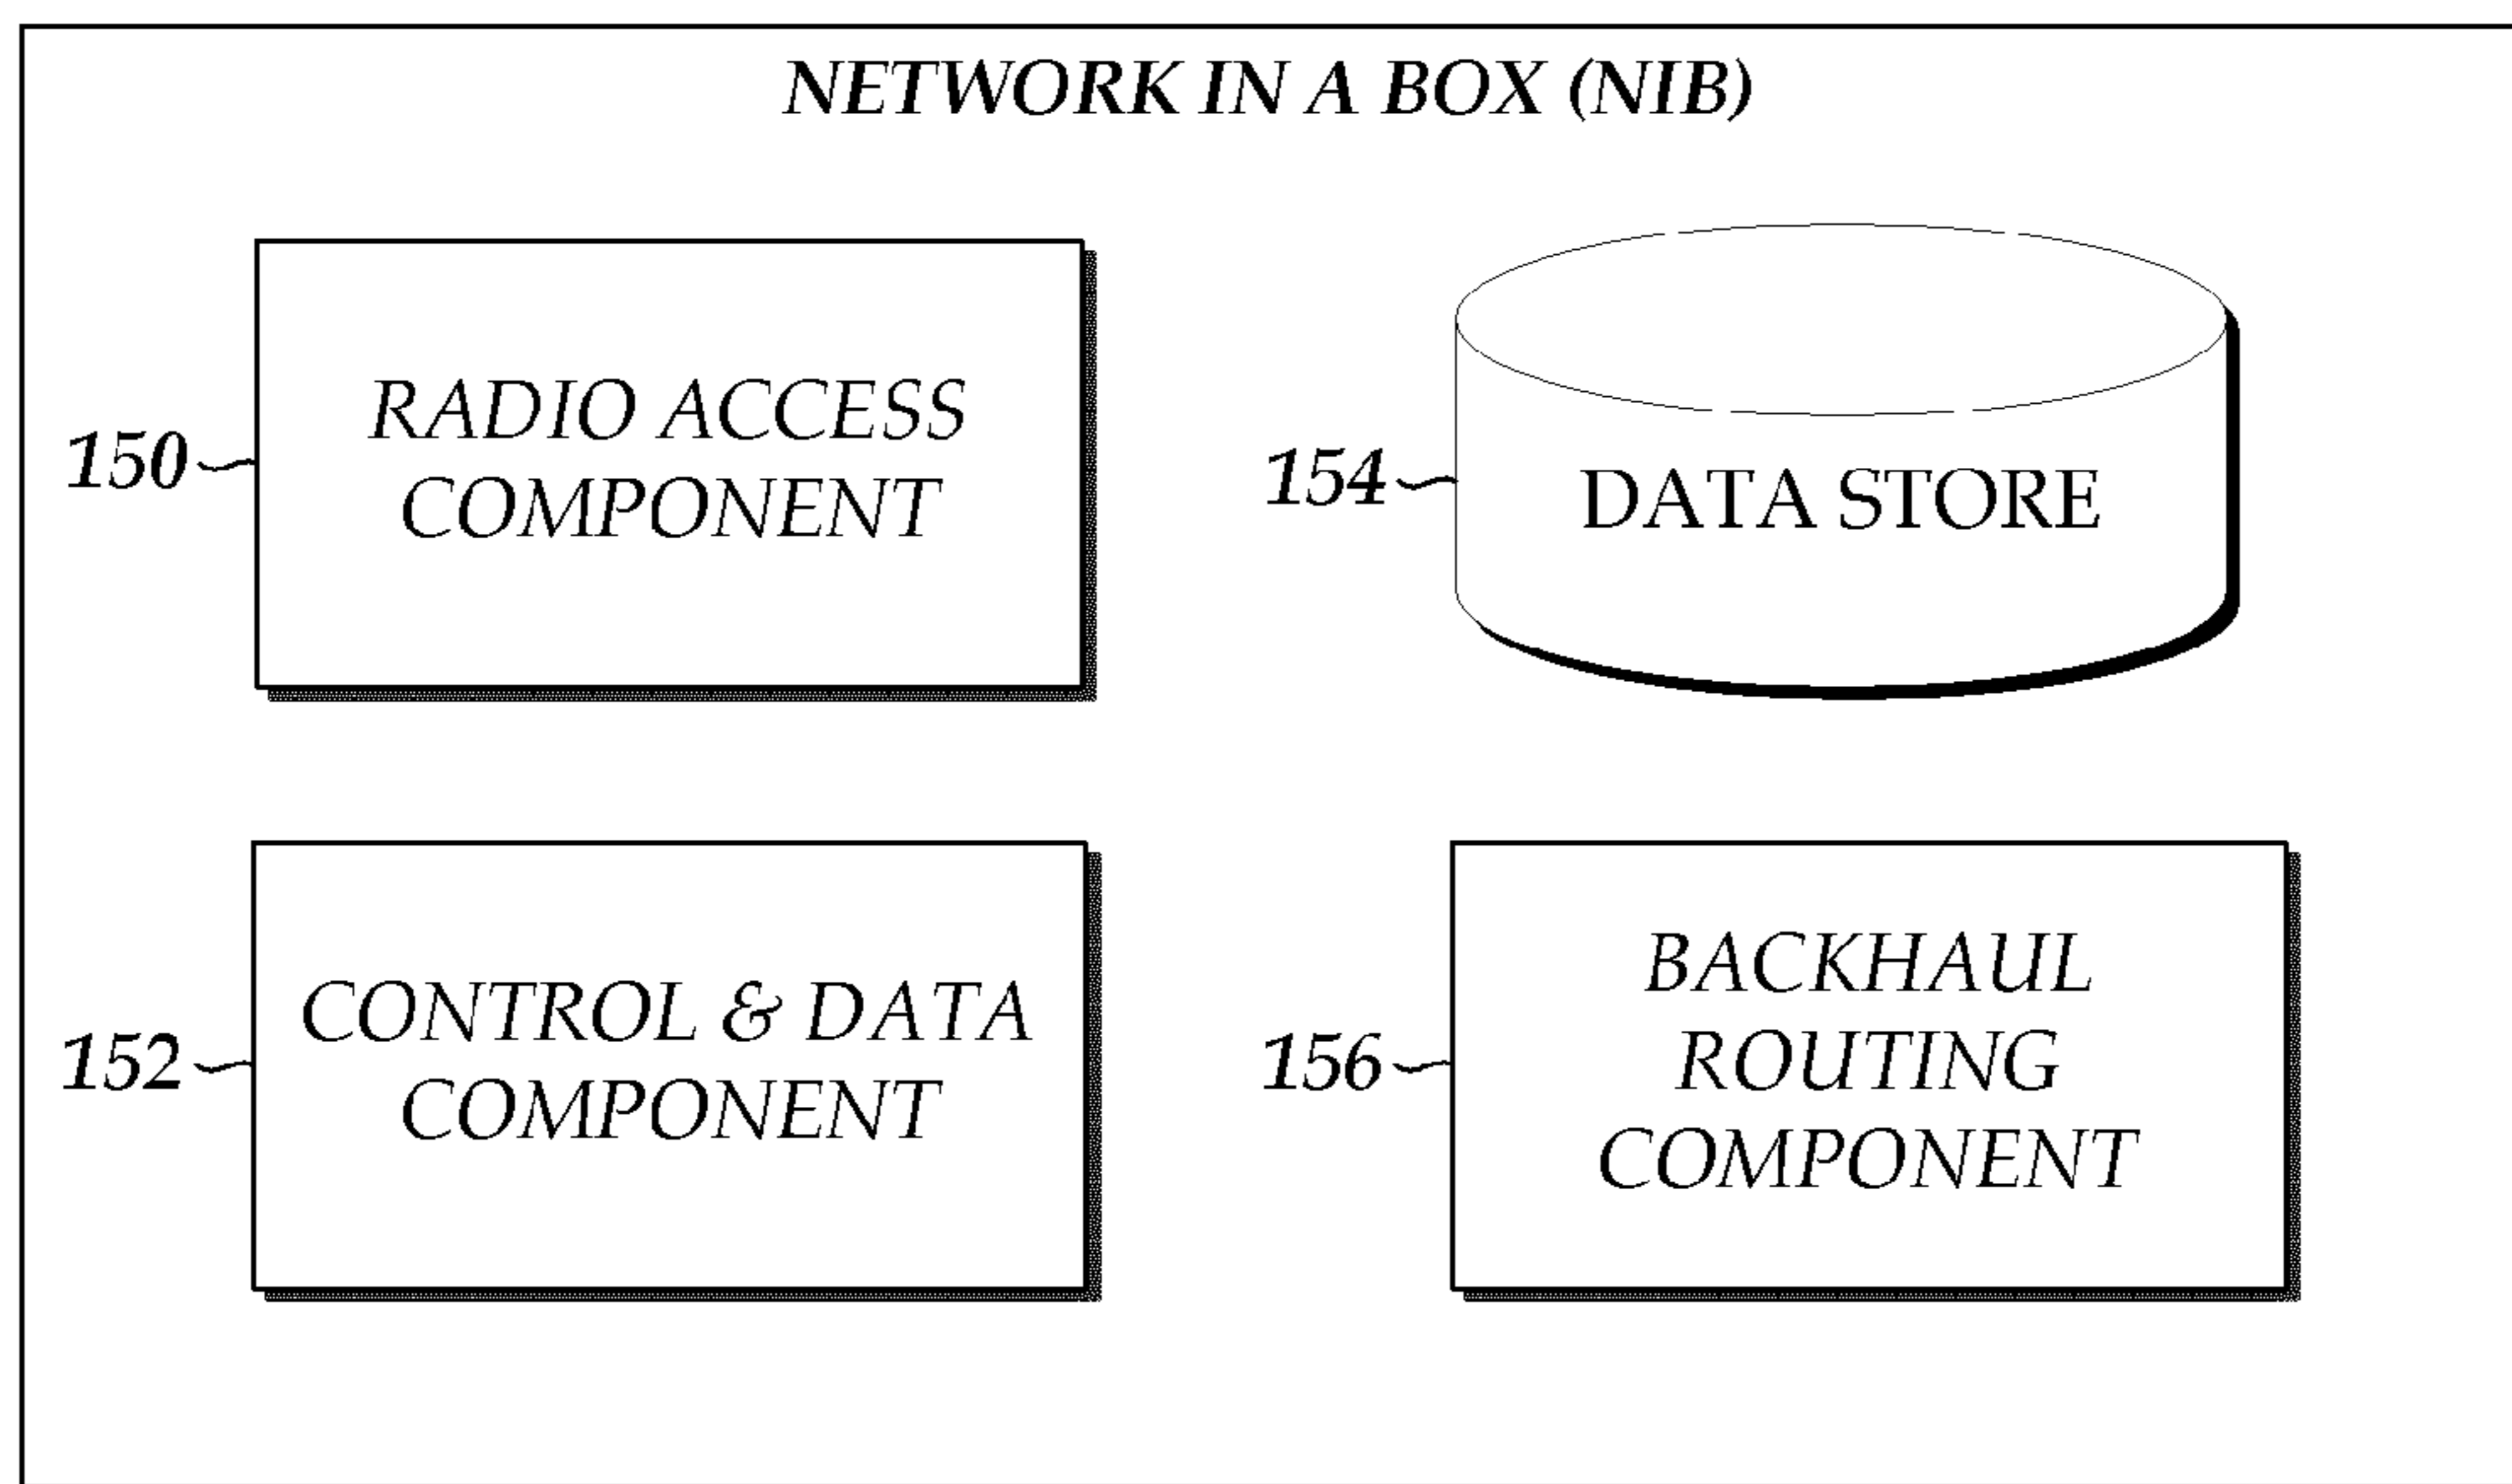 NETWORK IN A BOX (NIB)
150
RADIO ACCESS
COMPONENT
154
DATA STORE
152
CONTROL & DATA
COMPONENT
156
BACKHAUL
ROUTING
COMPONENT